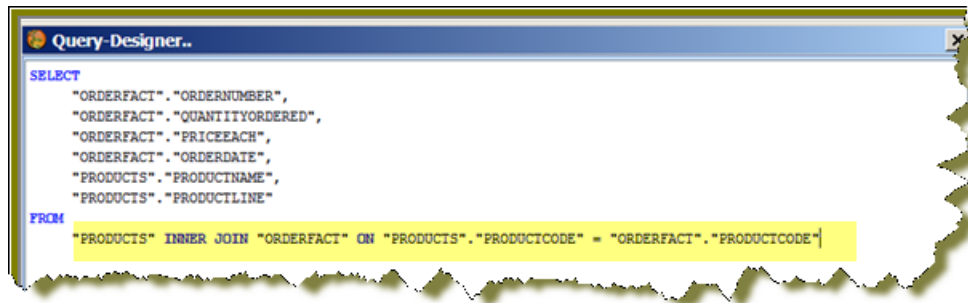 Query-Designer..
SELECT
"ORDERFACT"."ORDERNUMBER",
"ORDERFACT"."QUANTITYORDERED",
"ORDERFACT"."PRICEEACH",
"ORDERFACT"."ORDERDATE",
"PRODUCTS"."PRODUCTNAME",
"PRODUCTS"."PRODUCTLINE"
FROM
"PRODUCTS" INNER JOIN "ORDERFACT" ON "PRODUCTS"."PRODUCTCODE" = "ORDERFACT"."PRODUCTCODE"